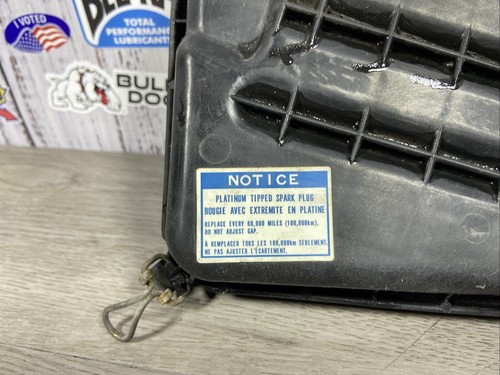 I VOTED
TOTAL
PERFORMANCE
LUBRICANTS
BULL
DOG
NOTICE
PLATINUM TIPPED SPARK PLUG
BOUGIE AVEC EXTREMITE EN PLATINE
REPLACE EVERY 60,000 MILES (100,000km).
DO NOT ADJUST GAP.
À REMPLACER TOUS LES 100,000km SEULEMENT.
NE PAS AJUSTER L'ÉCARTEMENT.